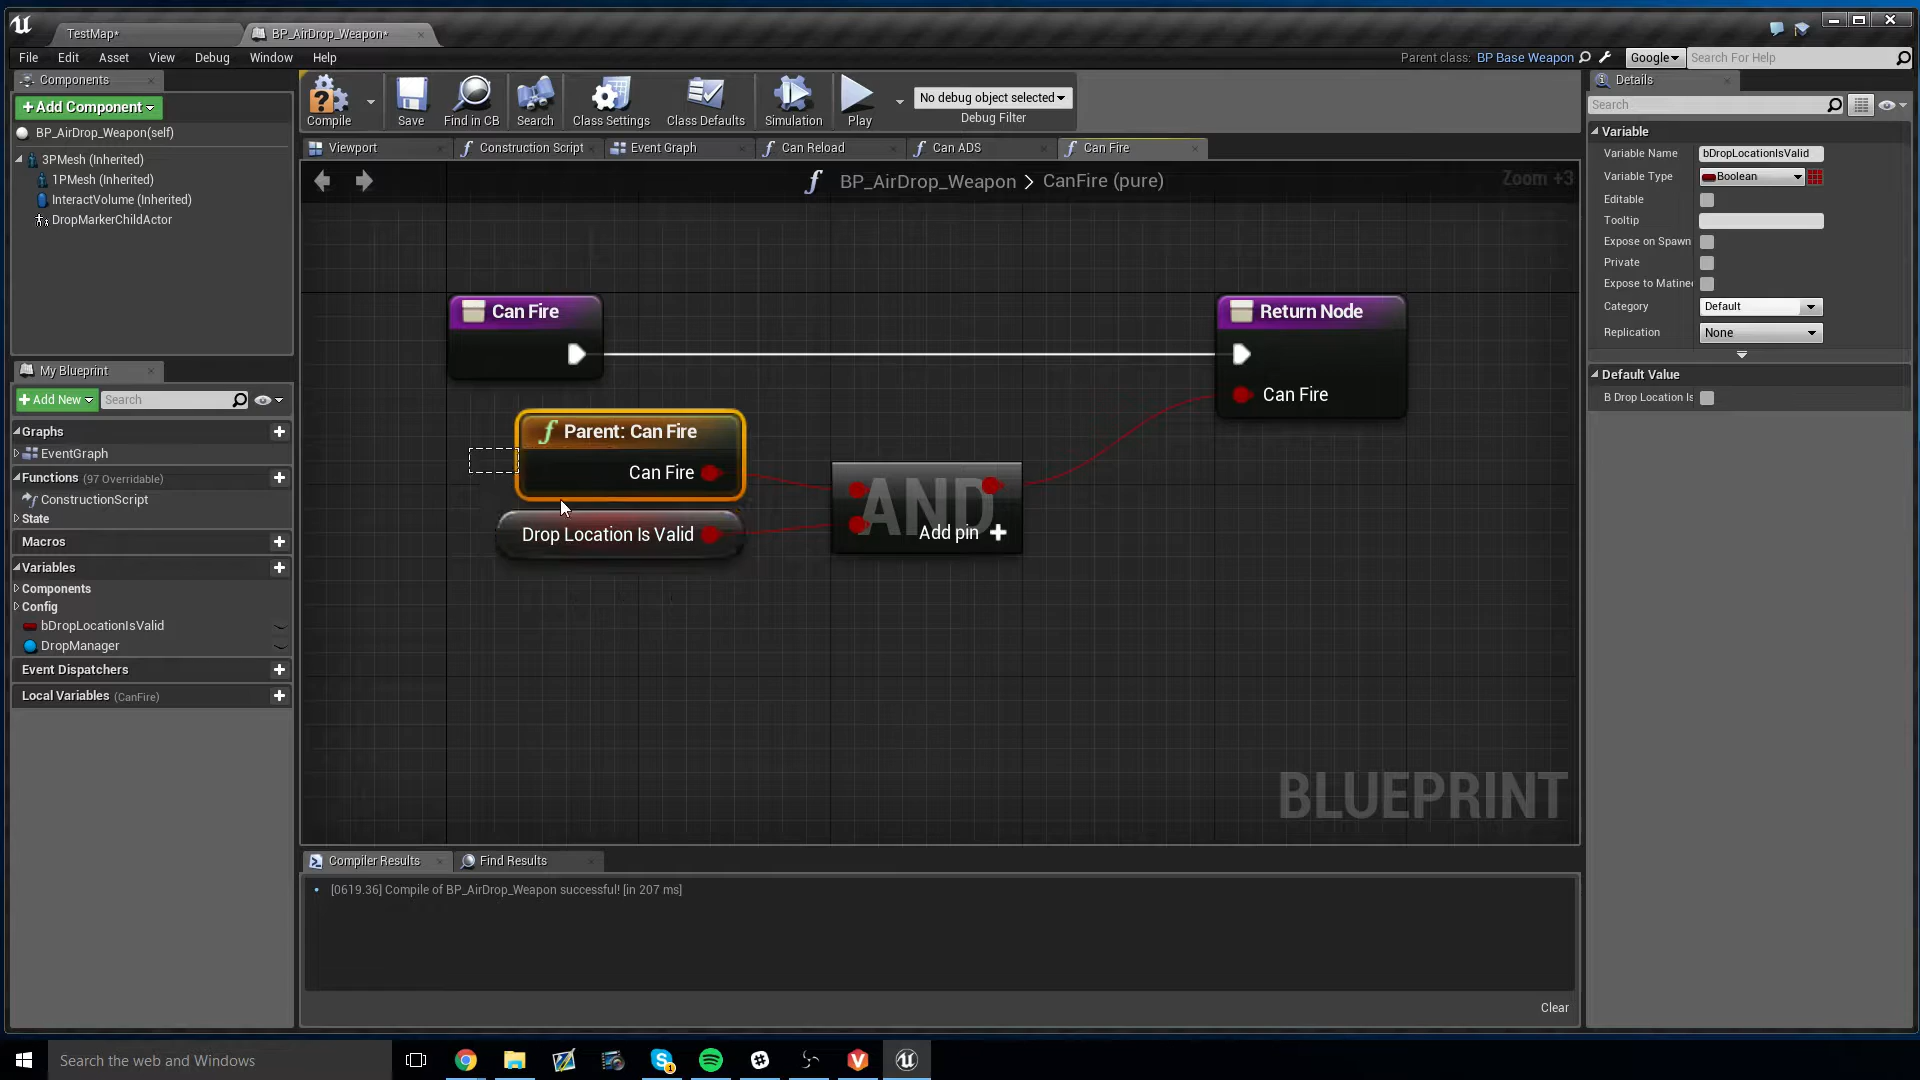 TestMap*
BP_AirDrop_Weapon*
File Edit Asset View Window Debug Help
Parent class: BP Base Weapon
Google
Search For Help
Components
+Add Component
BP_AirDrop_Weapon(self)
3PMesh (Inherited)
1PMesh (Inherited)
InteractVolume (Inherited)
DropMarkerChildActor
Compile
Save
Find in CB
Search
Class Settings
Class Defaults
Simulation
Play
No debug object selected
Debug Filter
Viewport
Construction Script
Event Graph
Can Reload
Can ADS
Can Fire
BP_AirDrop_Weapon > CanFire (pure)
Zoom +3
Can Fire
Return Node
Can Fire
Parent: Can Fire
Can Fire
Drop Location Is Valid
AND
Add pin
BLUEPRINT
My Blueprint
+Add New
Search
Graphs
EventGraph
Functions (97 Overridable)
ConstructionScript
State
Macros
Variables
Components
Config
bDropLocationIsValid
DropManager
Event Dispatchers
Local Variables (CanFire)
Compiler Results
Find Results
[0619.36] Compile of BP_AirDrop_Weapon successful! [in 207 ms]
Clear
Details
Search
Variable
Variable Name bDropLocationIsValid
Variable Type Boolean
Editable
Tooltip
Expose on Spawn
Private
Expose to Matinee
Category Default
Replication None
Default Value
B Drop Location Is
Search the web and Windows